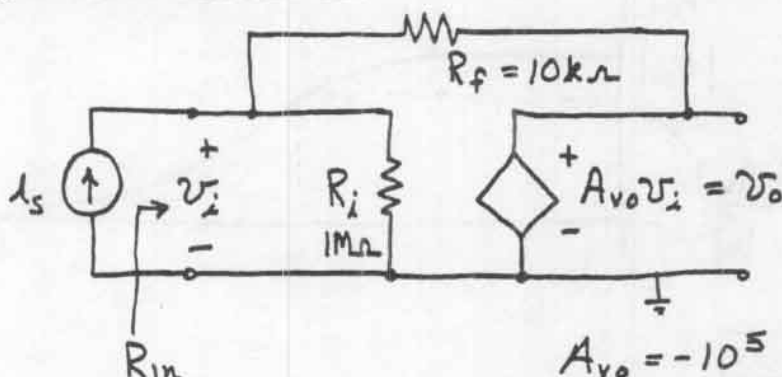 R_f = 10kΩ
i_s
+
v_i
-
R_i
1MΩ
+
A_vo v_i = v_o
-
R_in
A_vo = -10^5